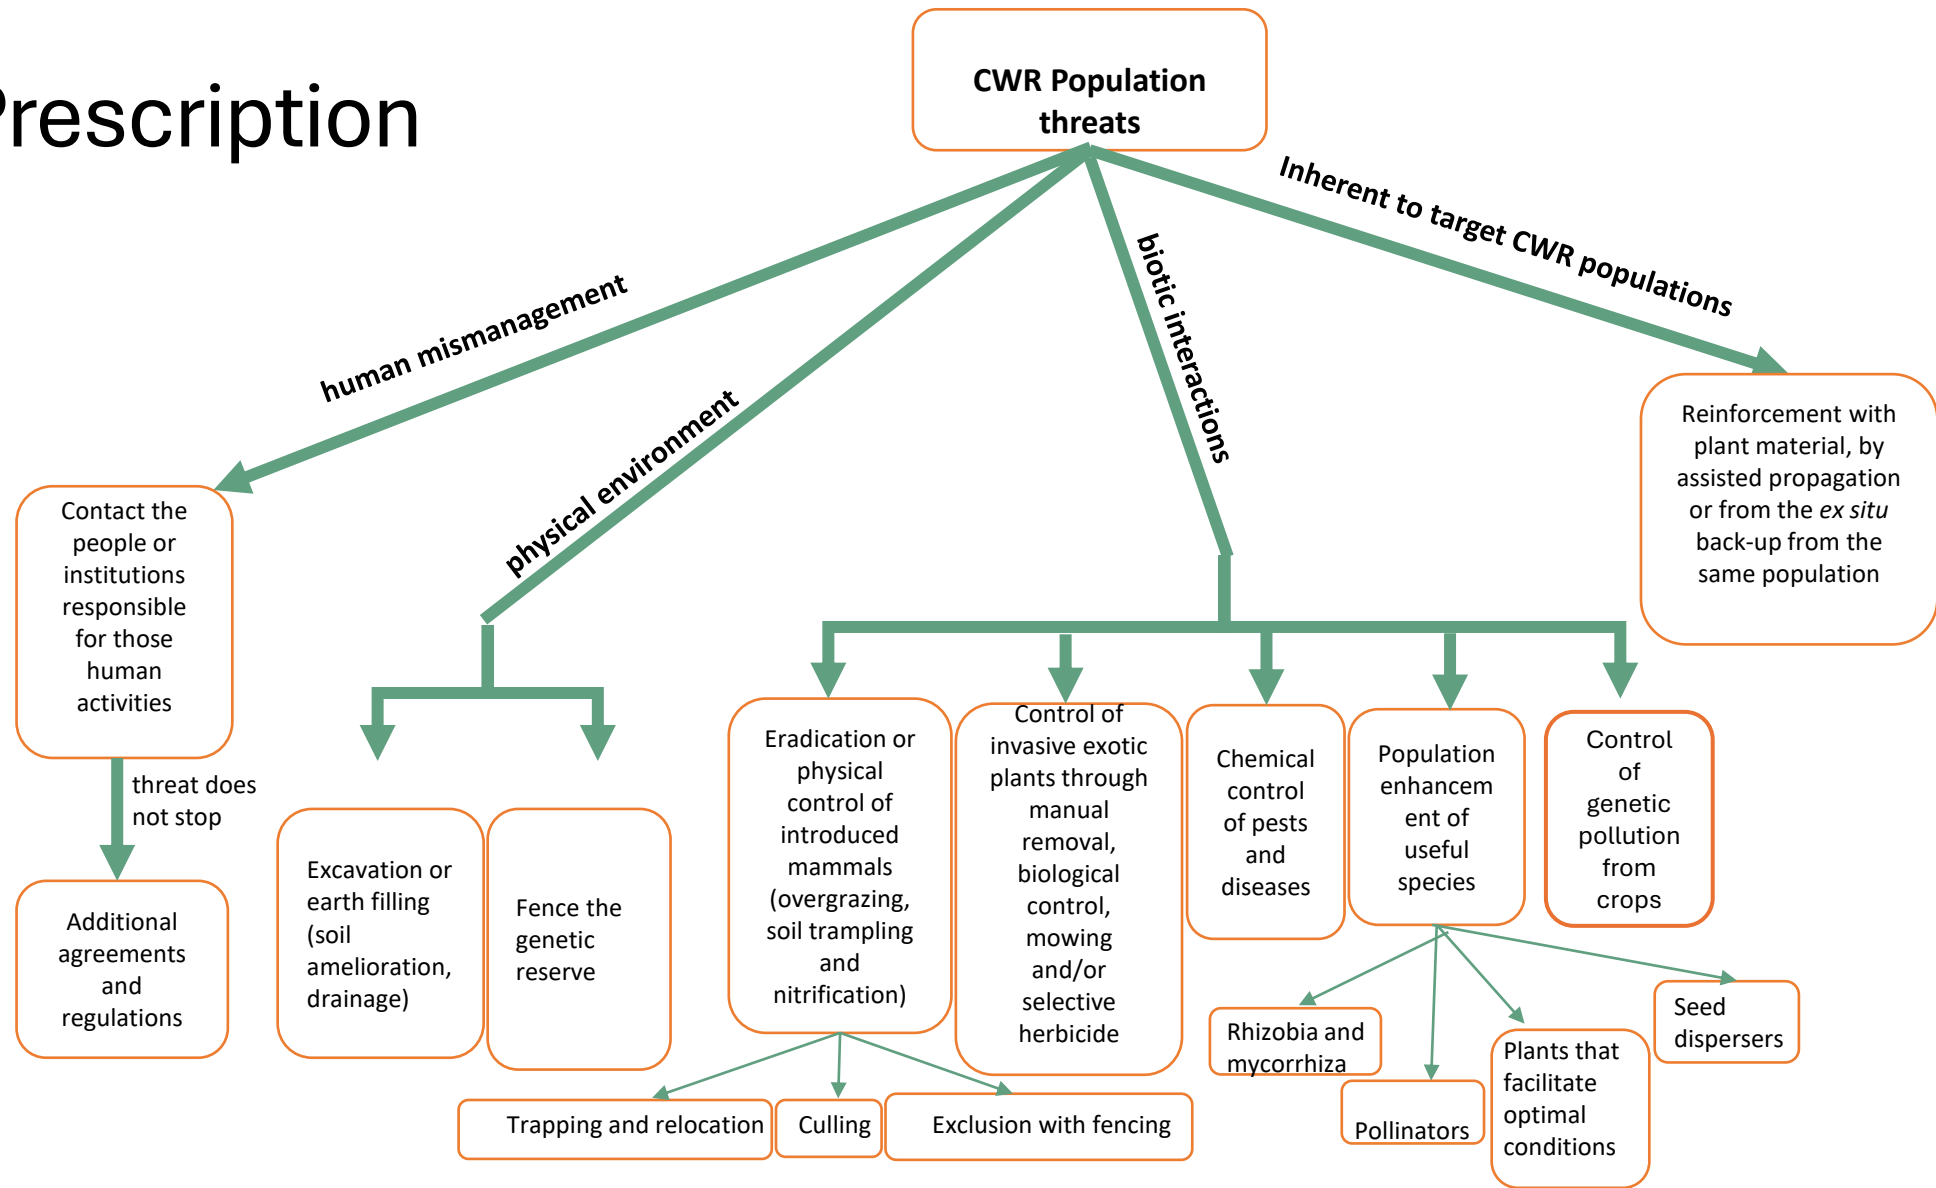 Prescription
CWR Population
threats
human mismanagement
physical environment
biotic interactions
Inherent to target CWR populations
Contact the
people or
institutions
responsible
for those
human
activities
threat does
not stop
Additional
agreements
and
regulations
Excavation or
earth filling
(soil
amelioration,
drainage)
Fence the
genetic
reserve
Eradication or
physical
control of
introduced
mammals
(overgrazing,
soil trampling
and
nitrification)
Trapping and relocation
Culling
Exclusion with fencing
Control of
invasive exotic
plants through
manual
removal,
biological
control,
mowing
and/or
selective
herbicide
Chemical
control
of pests
and
diseases
Population
enhancem
ent of
useful
species
Rhizobia and
mycorrhiza
Pollinators
Plants that
facilitate
optimal
conditions
Seed
dispersers
Control
of
genetic
pollution
from
crops
Reinforcement with
plant material, by
assisted propagation
or from the ex situ
back-up from the
same population